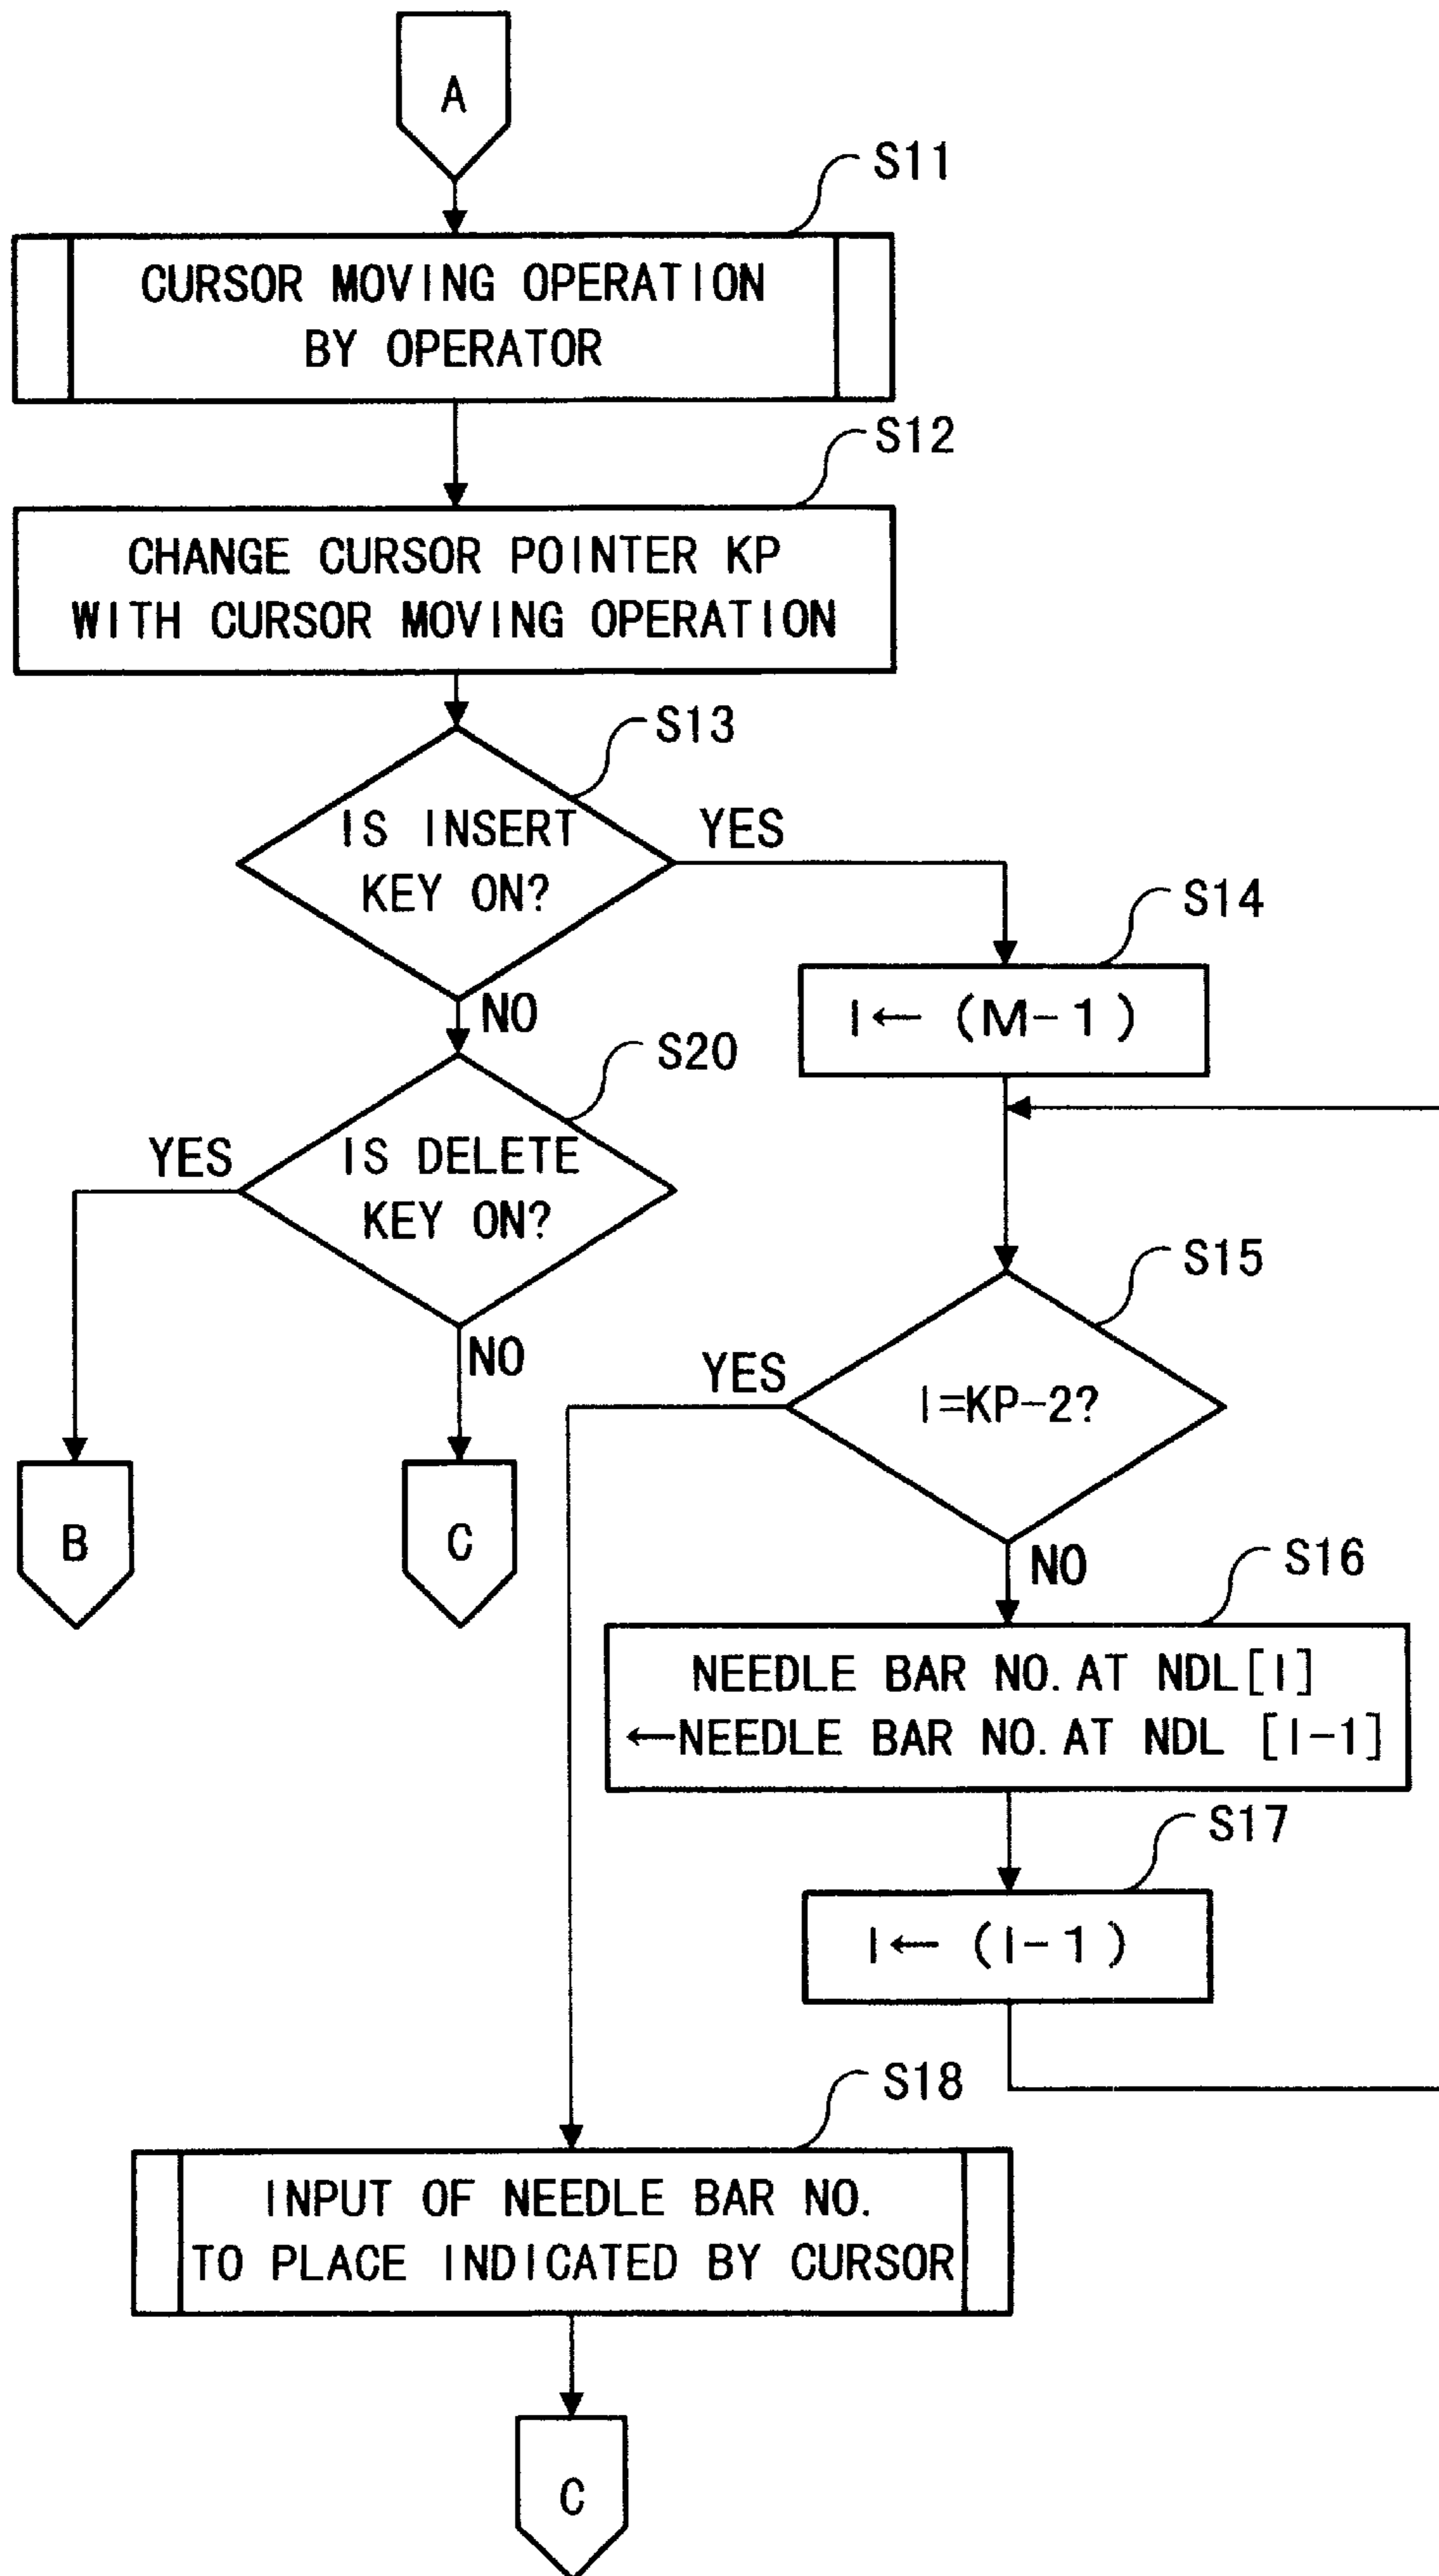 A
S11
CURSOR MOVING OPERATION
BY OPERATOR
S12
CHANGE CURSOR POINTER KP
WITH CURSOR MOVING OPERATION
S13
IS INSERT
KEY ON?
YES
NO
S14
I← (M-1)
S20
IS DELETE
KEY ON?
YES
NO
B
C
S15
I=KP-2?
YES
NO
S16
NEEDLE BAR NO. AT NDL[I]
←NEEDLE BAR NO. AT NDL [I-1]
S17
I← (I-1)
S18
INPUT OF NEEDLE BAR NO.
TO PLACE INDICATED BY CURSOR
C